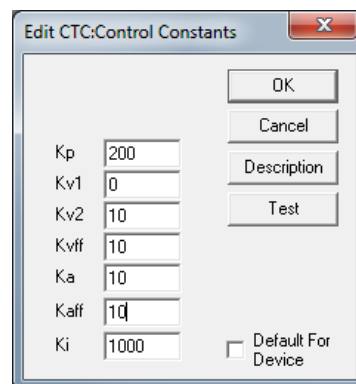 Edit CTC:Control Constants
OK
Cancel
Description
Test
Kp 200
Kv1 0
Kv2 10
Kvff 10
Ka 10
Kaff 10
Ki 1000
Default For
Device